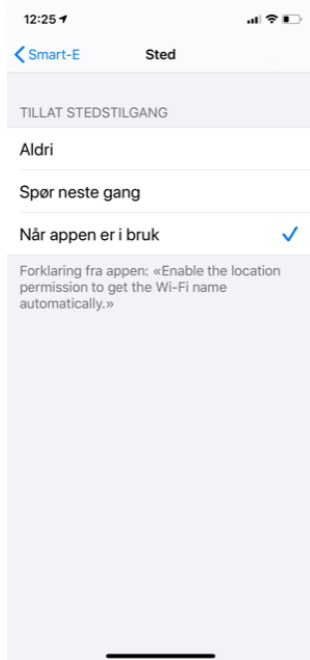 12:25
Smart-E
Sted
TILLAT STEDSTILGANG
Aldri
Spør neste gang
Når appen er i bruk
Forklaring fra appen: «Enable the location
permission to get the Wi-Fi name
automatically.»